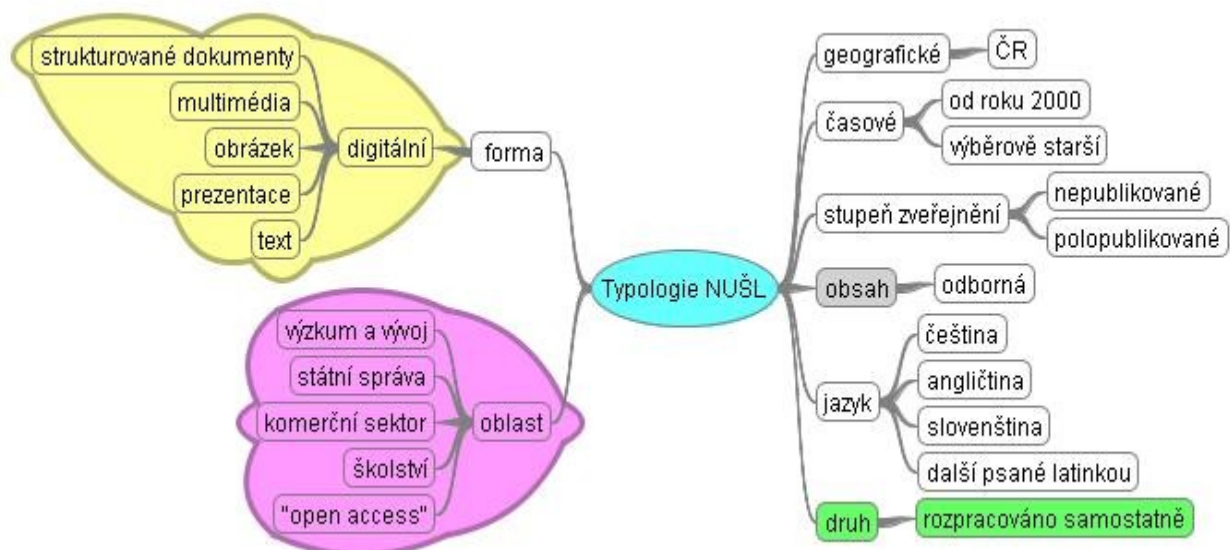 strukturované dokumenty
multimédia
obrázek
prezentace
text
digitální
forma
výzkum a vývoj
státní správa
komerční sektor
školství
"open access"
oblast
Typologie NUŠL
geografické
ČR
časové
od roku 2000
výběrově starší
stupeň zveřejnění
nepublikované
polopublikované
obsah
odborná
jazyk
čeština
angličtina
slovenština
další psané latinkou
druh
rozpracováno samostatně